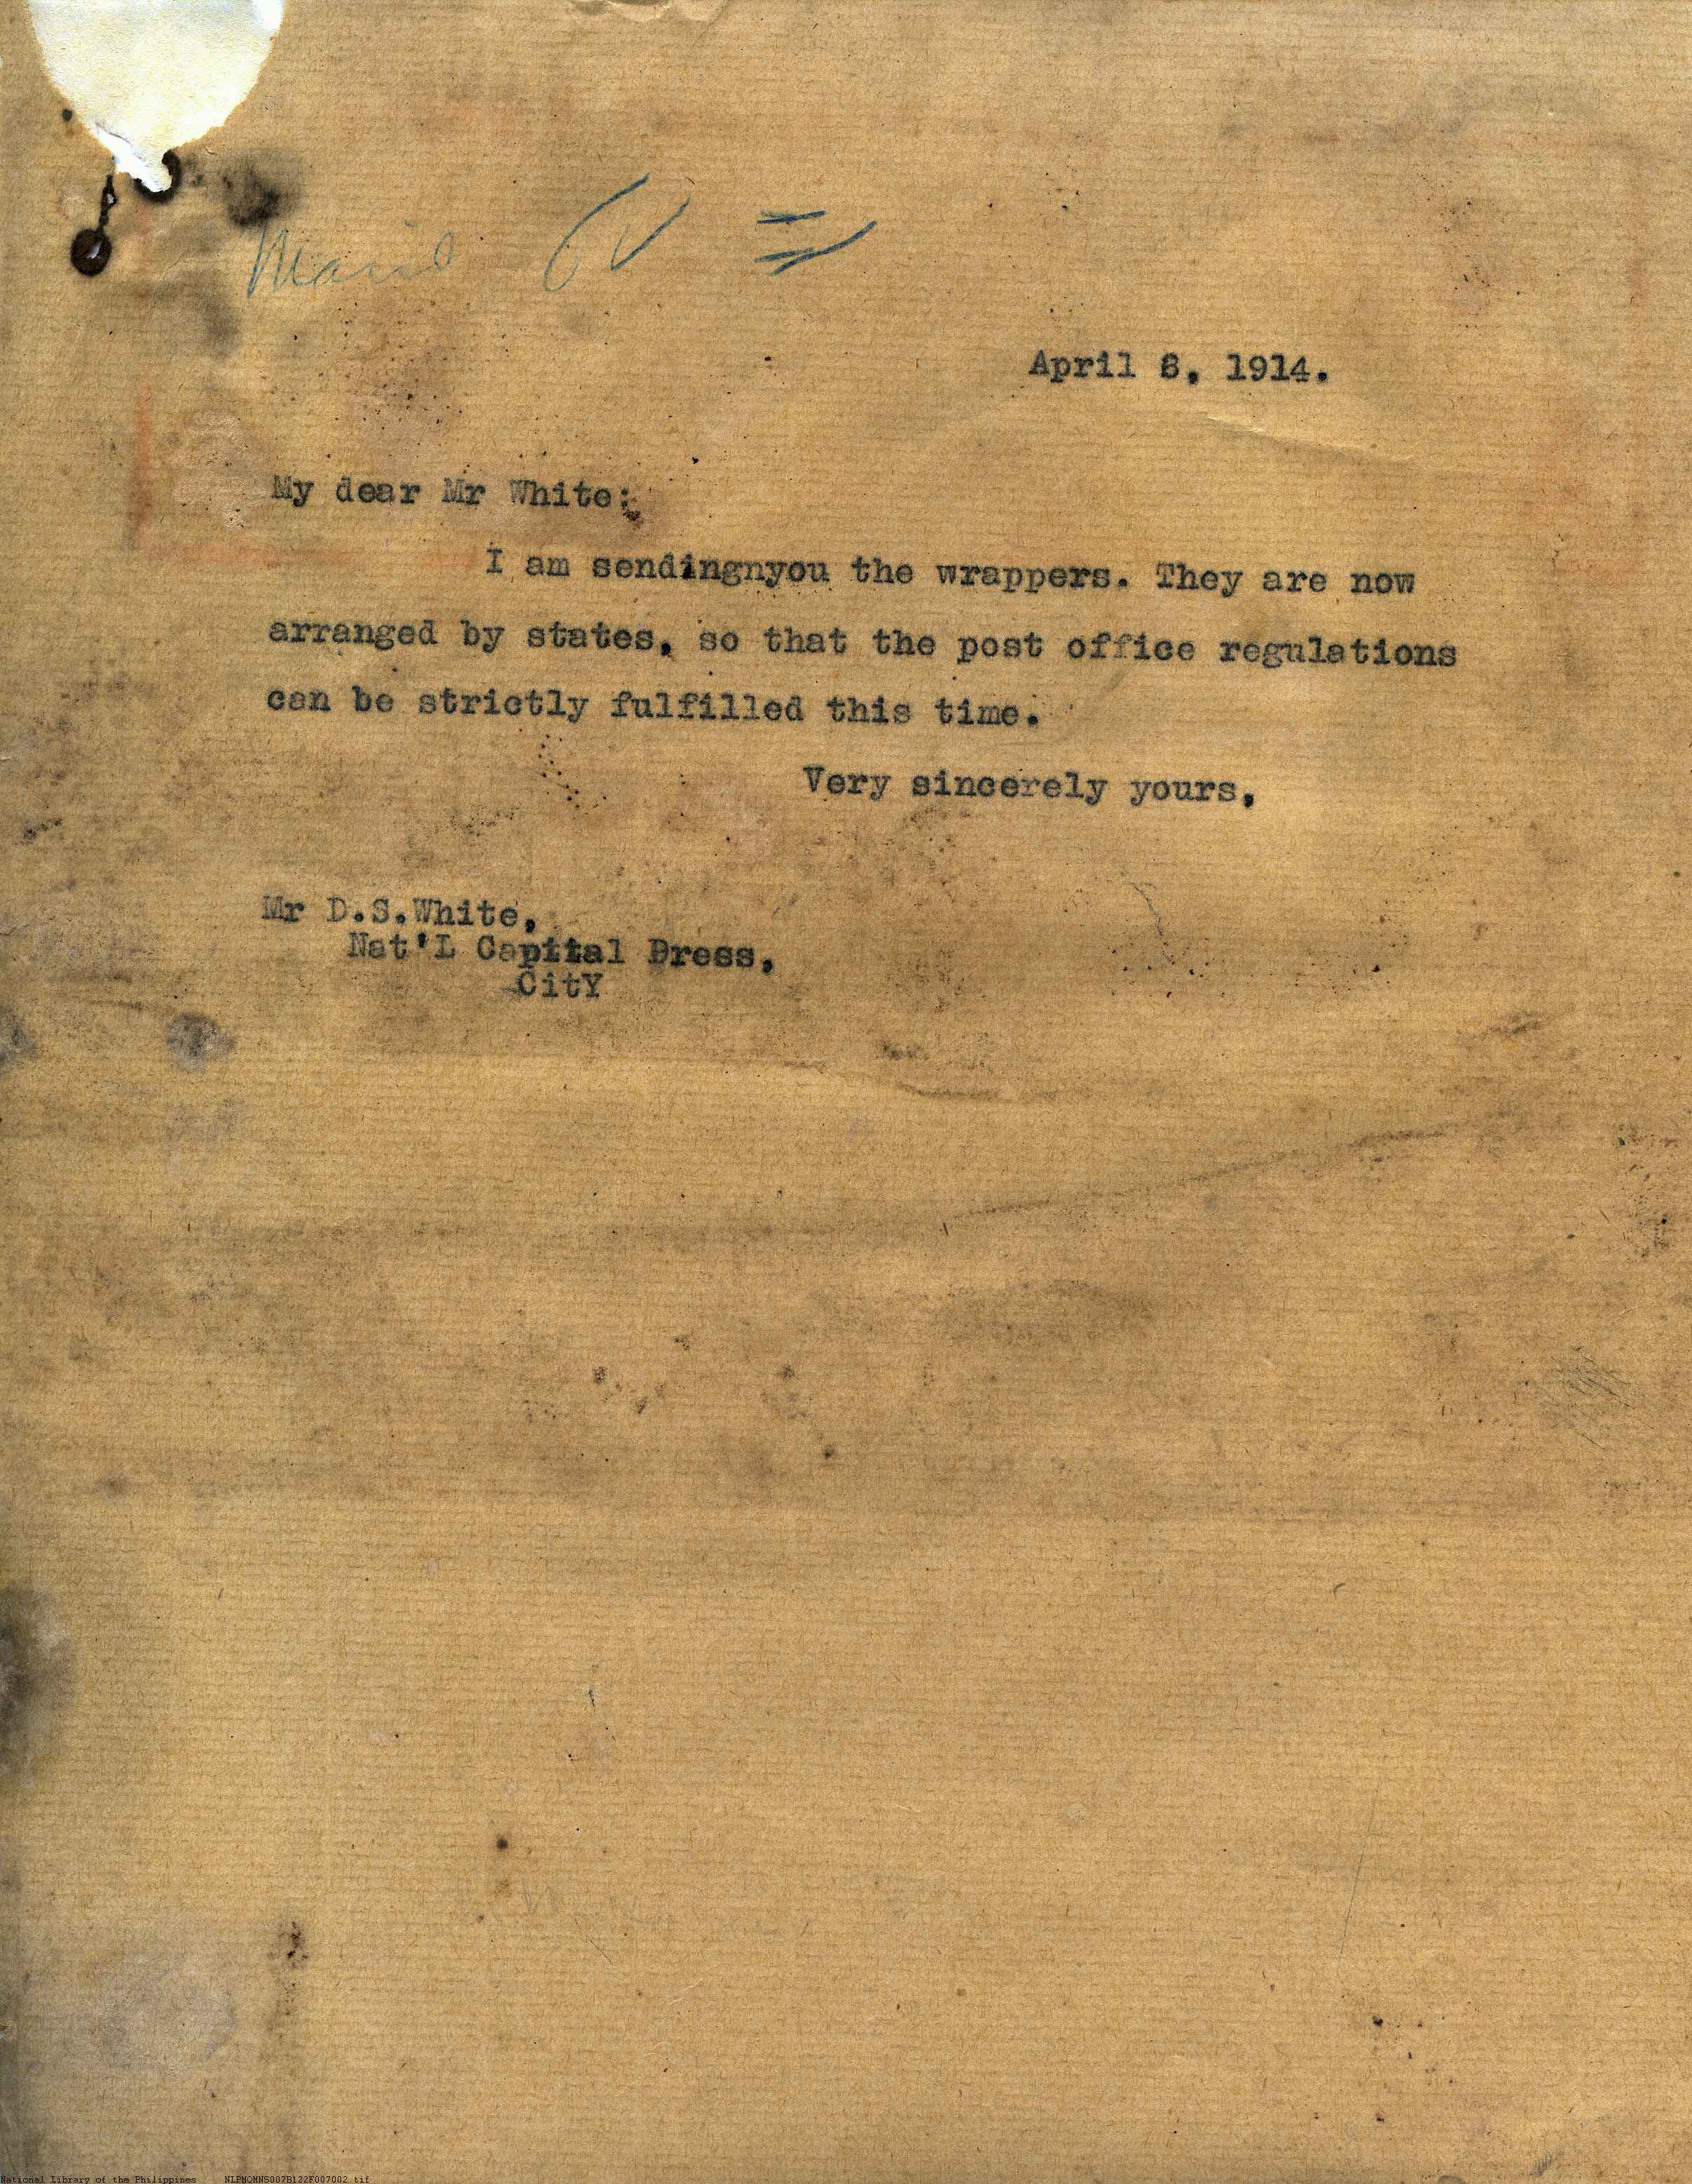 April 8, 1914.
My dear Mr White:
I am sendingnyou the wrappers. They are now
arranged by states, so that the post office regulations
can be strictly fulfilled this time.
Very sincerely yours,
Mr D.S.White,
Nat'L Capital Press,
CitY
National Library of the Philippines NLPMQMNS007B122F007002.tif